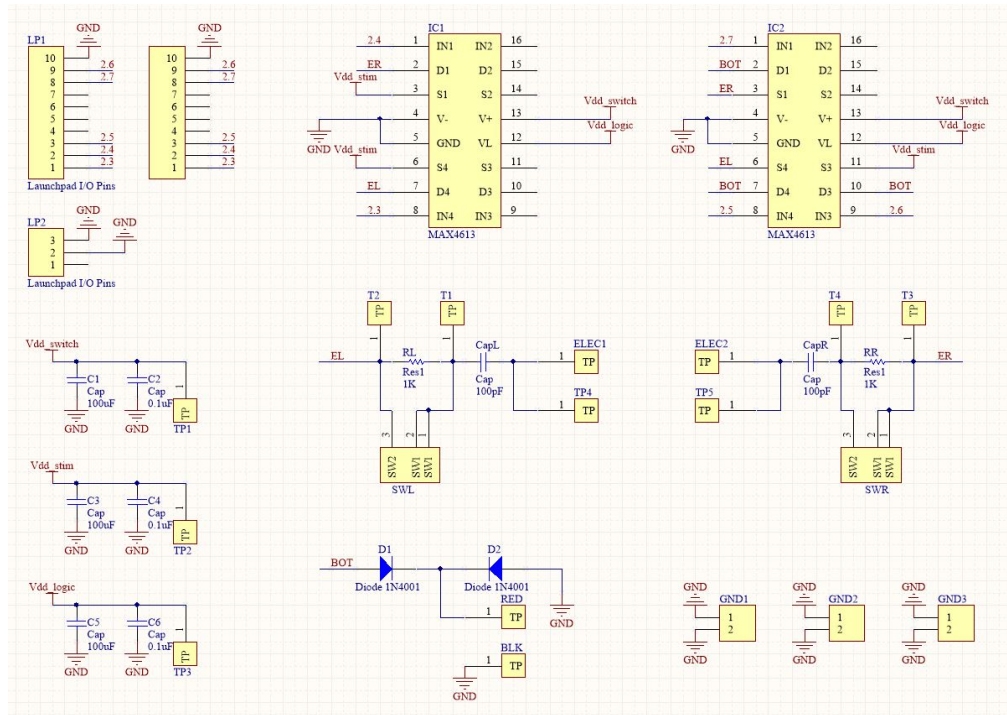 GND
LP1
10
9 2.6
8 2.7
7
6
5
4
3 2.5
2 2.4
1 2.3
Launchpad I/O Pins
GND
10
9 2.6
8 2.7
7
6
5
4
3 2.5
2 2.4
1 2.3
LP2
GND
GND
3
2
1
Launchpad I/O Pins
IC1
2.4 1 IN1 IN2 16
ER 2 D1 D2 15
Vdd_stim 3 S1 S2 14
4 V- V+ 13 Vdd_switch
GND
5 GND VL 12 Vdd_logic
Vdd_stim 6 S4 S3 11
EL 7 D4 D3 10
2.3 8 IN4 IN3 9
MAX4613
IC2
2.7 1 IN1 IN2 16
BOT 2 D1 D2 15
ER 3 S1 S2 14
4 V- V+ 13 Vdd_switch
GND
5 GND VL 12 Vdd_logic
EL 6 S4 S3 11 Vdd_stim
BOT 7 D4 D3 10 BOT
2.5 8 IN4 IN3 9 2.6
MAX4613
Vdd_switch
C1
Cap
100uF
GND
C2
Cap
0.1uF
GND
1
TP
TP1
Vdd_stim
C3
Cap
100uF
GND
C4
Cap
0.1uF
GND
1
TP
TP2
Vdd_logic
C5
Cap
100uF
GND
C6
Cap
0.1uF
GND
1
TP
TP3
T2
TP
1
T1
TP
1
EL
RL
Res1
1K
CapL
Cap
100pF
ELEC1
1 TP
TP4
1 TP
3 2 1
SW2 SW1 SW1
SWL
T4
TP
1
T3
TP
1
ELEC2
TP 1
TP5
TP 1
CapR
Cap
100pF
RR
Res1
1K
ER
3 2 1
SW2 SW1 SW1
SWR
BOT
D1
Diode 1N4001
D2
Diode 1N4001
GND
RED
1 TP
BLK
1 TP
GND
GND
GND1
1
2
GND
GND
GND2
1
2
GND
GND
GND3
1
2
GND